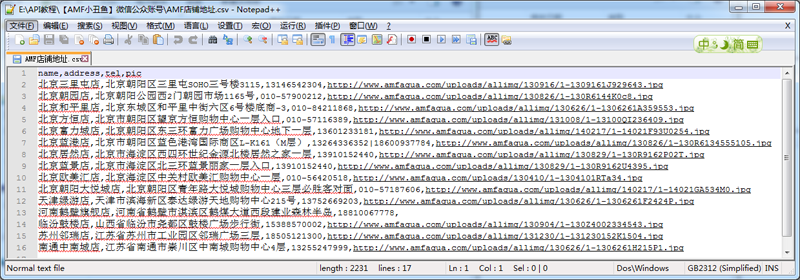 E:\API教程\【AMF小丑鱼】微信公众账号\AMF店铺地址.csv - Notepad++
文件(F) 编辑(E) 搜索(S) 视图(V) 格式(M) 语言(L) 设置(T) 宏(O) 运行(R) 插件(P) 窗口(W) ? X
中 简
AMF店铺地址.csv
1 name,address,tel,pic
2 北京三里屯店,北京朝阳区三里屯SOHO三号楼3115,13146542304,http://www.amfaqua.com/uploads/allimg/130916/1-1309161J929643.jpg
3 北京朝园店,北京朝阳公园西2门朝园市场1165号,010-57900212,http://www.amfaqua.com/uploads/allimg/130826/1-130R6144K0c8.jpg
4 北京和平里店,北京东城区和平里中街六区6号楼底商-3,010-84211868,http://www.amfaqua.com/uploads/allimg/130626/1-1306261A359553.jpg
5 北京方恒店,北京朝阳市区望京方恒购物中心一层入口,010-57116389,http://www.amfaqua.com/uploads/allimg/131008/1-13100QI236409.jpg
6 北京富力城店,北京朝阳区东三环富力广场购物中心地下一层,13601233181,http://www.amfaqua.com/uploads/allimg/140217/1-14021F93U0254.jpg
7 北京蓝港店,北京市朝阳区蓝色港湾国际商区L-K161（M层）,13264336352|18600937784,http://www.amfaqua.com/uploads/allimg/130826/1-130R6134555105.jpg
8 北京居然店,北京市海淀区西四环世纪金源北楼居然之家一层,13910152440,http://www.amfaqua.com/uploads/allimg/130829/1-130R9162P02T.jpg
9 北京蓝景店,北京市海淀区北三环蓝景丽家一层入口,13910152440,http://www.amfaqua.com/uploads/allimg/130829/1-130R9162U4395.jpg
10 北京欧美汇店,北京海淀区中关村欧美汇购物中心一层,010-56420518,http://www.amfaqua.com/uploads/allimg/130410/1-1304101RTa34.jpg
11 北京朝阳大悦城店,北京朝阳区青年路大悦城购物中心三层必胜客对面,010-57187606,http://www.amfaqua.com/uploads/allimg/140217/1-14021GA534M0.jpg
12 天津绿游店,天津市滨海新区泰达绿游天地购物中心215号,13752669203,http://www.amfaqua.com/uploads/allimg/130626/1-1306261F2424P.jpg
13 河南鹤壁旗舰店,河南省鹤壁市淇滨区鹤煤大道西段建业森林半岛,18810067778,
14 临汾鼓楼店,山西省临汾市尧都区鼓楼广场步行街,15388570002,http://www.amfaqua.com/uploads/allimg/130904/1-130Z4002334543.jpg
15 苏州邻瑞店,江苏省苏州市工业园区邻瑞广场三层,18505121300,http://www.amfaqua.com/uploads/allimg/131230/1-1312301524K1504.jpg
16 南通中南城店,江苏省南通市崇川区中南城购物中心4层,13255247999,http://www.amfaqua.com/uploads/allimg/130626/1-1306261H215P1.jpg
Normal text file length : 2231 lines : 17 Ln : 1 Col : 1 Sel : 0 | 0 Dos\Windows GB2312 (Simplified) INS